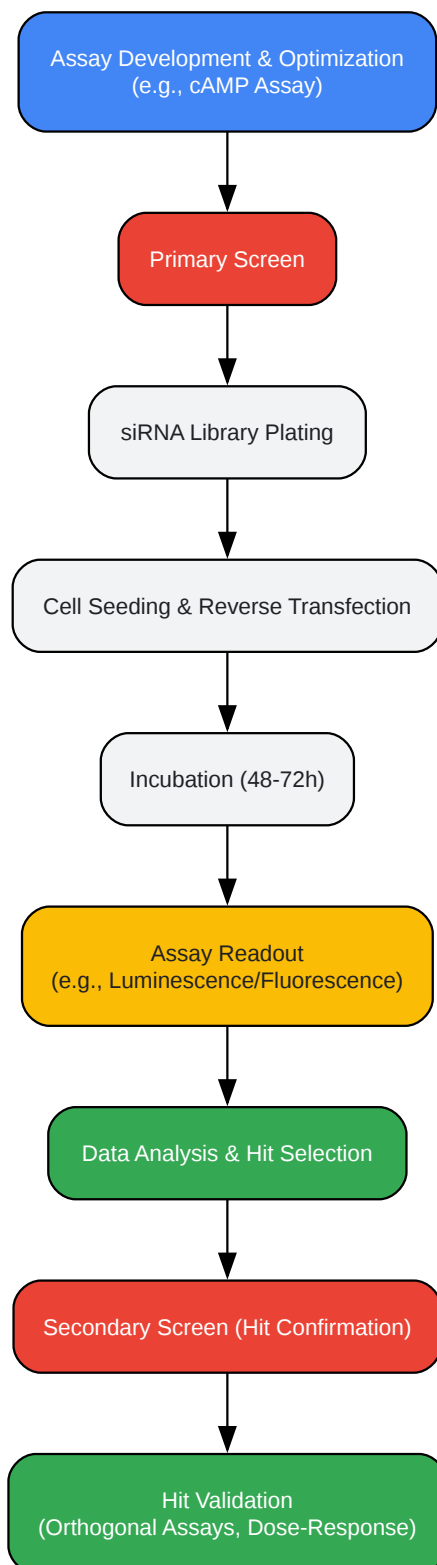 Assay Development & Optimization
(e.g., cAMP Assay)
Primary Screen
siRNA Library Plating
Cell Seeding & Reverse Transfection
Incubation (48-72h)
Assay Readout
(e.g., Luminescence/Fluorescence)
Data Analysis & Hit Selection
Secondary Screen (Hit Confirmation)
Hit Validation
(Orthogonal Assays, Dose-Response)